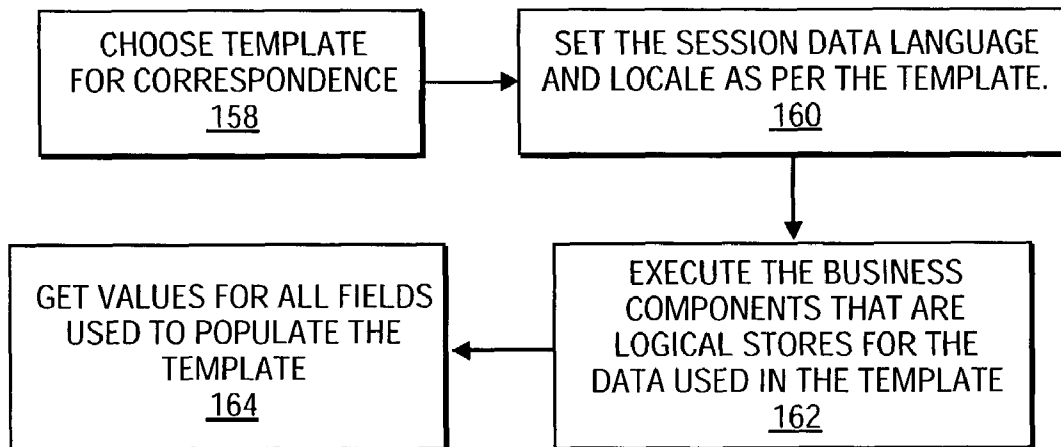 CHOOSE TEMPLATE
FOR CORRESPONDENCE
158
SET THE SESSION DATA LANGUAGE
AND LOCALE AS PER THE TEMPLATE.
160
EXECUTE THE BUSINESS
COMPONENTS THAT ARE
LOGICAL STORES FOR THE
DATA USED IN THE TEMPLATE
162
GET VALUES FOR ALL FIELDS
USED TO POPULATE THE
TEMPLATE
164